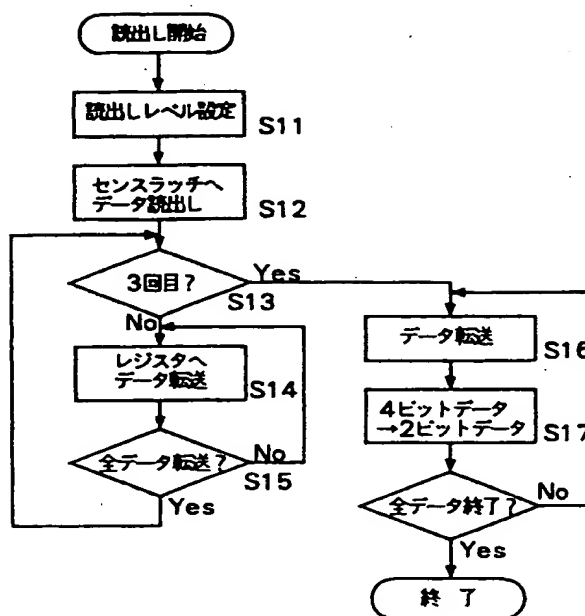 読出し開始
読出しレベル設定
S11
センスラッチへ
データ読出し
S12
3回目?
Yes
S13
No
レジスタへ
データ転送
S14
全データ転送?
No
S15
Yes
データ転送
S16
4ビットデータ
→2ビットデータ
S17
全データ終了?
No
Yes
終 了